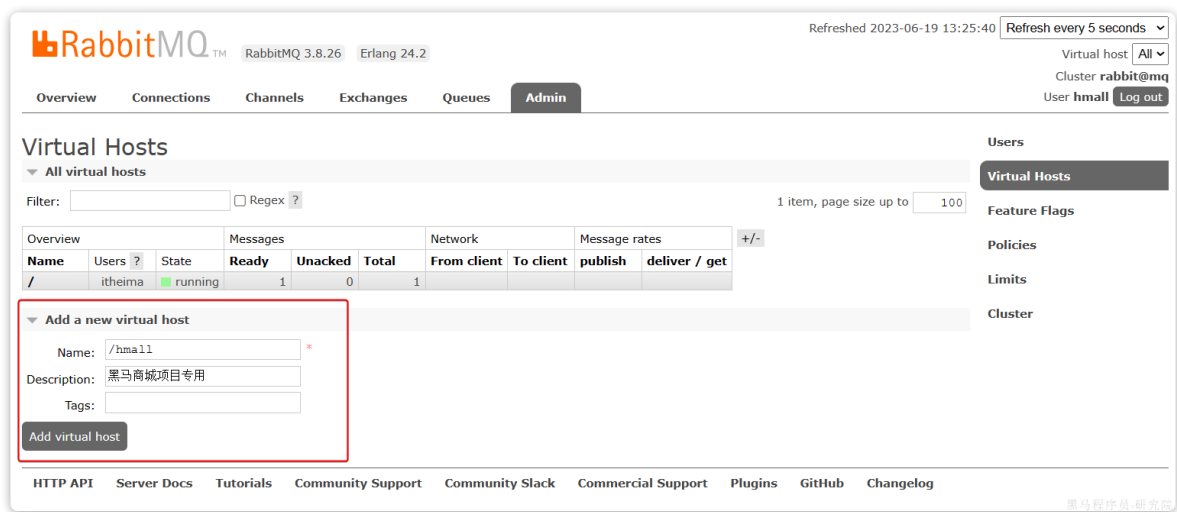 Refreshed 2023-06-19 13:25:40 Refresh every 5 seconds
RabbitMQ TM RabbitMQ 3.8.26 Erlang 24.2
Virtual host All
Cluster rabbit@mq
User hmall Log out
Overview Connections Channels Exchanges Queues Admin
Virtual Hosts
All virtual hosts
Filter: Regex ? 1 item, page size up to 100
Overview Messages Network Message rates +/-
Name Users ? State Ready Unacked Total From client To client publish deliver / get
/ itheima running 1 0 1
Add a new virtual host
Name: /hmall *
Description: 黑马商城项目专用
Tags:
Add virtual host
Users
Virtual Hosts
Feature Flags
Policies
Limits
Cluster
HTTP API Server Docs Tutorials Community Support Community Slack Commercial Support Plugins GitHub Changelog
黑马程序员-研究院